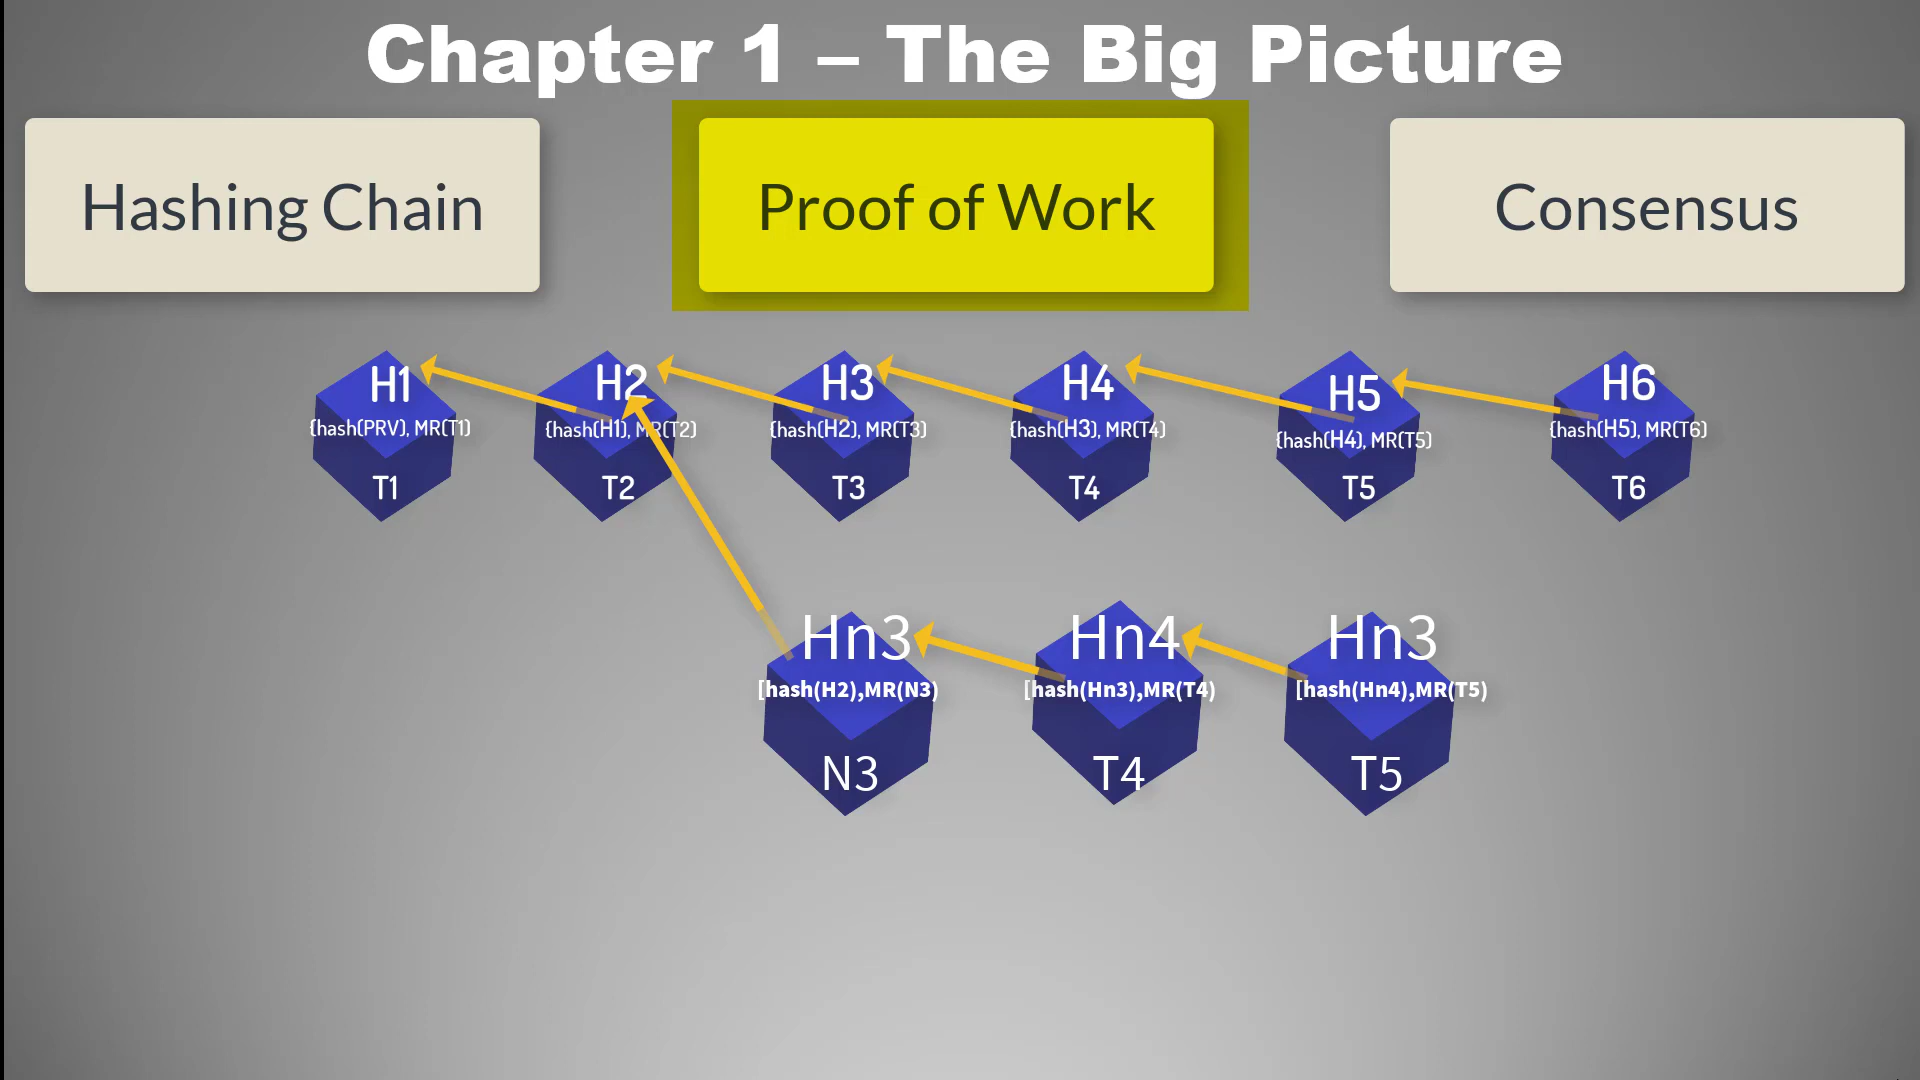 Chapter 1 – The Big Picture
Hashing Chain
Proof of Work
Consensus
H1
H2
H3
H4
H5
H6
{hash(PRV), MR(T1)
{hash(H1), MR(T2)
{hash(H2), MR(T3)
{hash(H3), MR(T4)
{hash(H4), MR(T5)
{hash(H5), MR(T6)
T1
T2
T3
T4
T5
T6
Hn3
Hn4
Hn3
[hash(H2),MR(N3)
[hash(Hn3),MR(T4)
[hash(Hn4),MR(T5)
N3
T4
T5